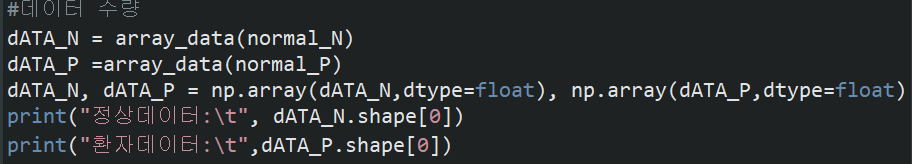 #데이터 수량
dATA_N = array_data(normal_N)
dATA_P =array_data(normal_P)
dATA_N, dATA_P = np.array(dATA_N,dtype=float), np.array(dATA_P,dtype=float)
print("정상데이터:\t", dATA_N.shape[0])
print("환자데이터:\t",dATA_P.shape[0])